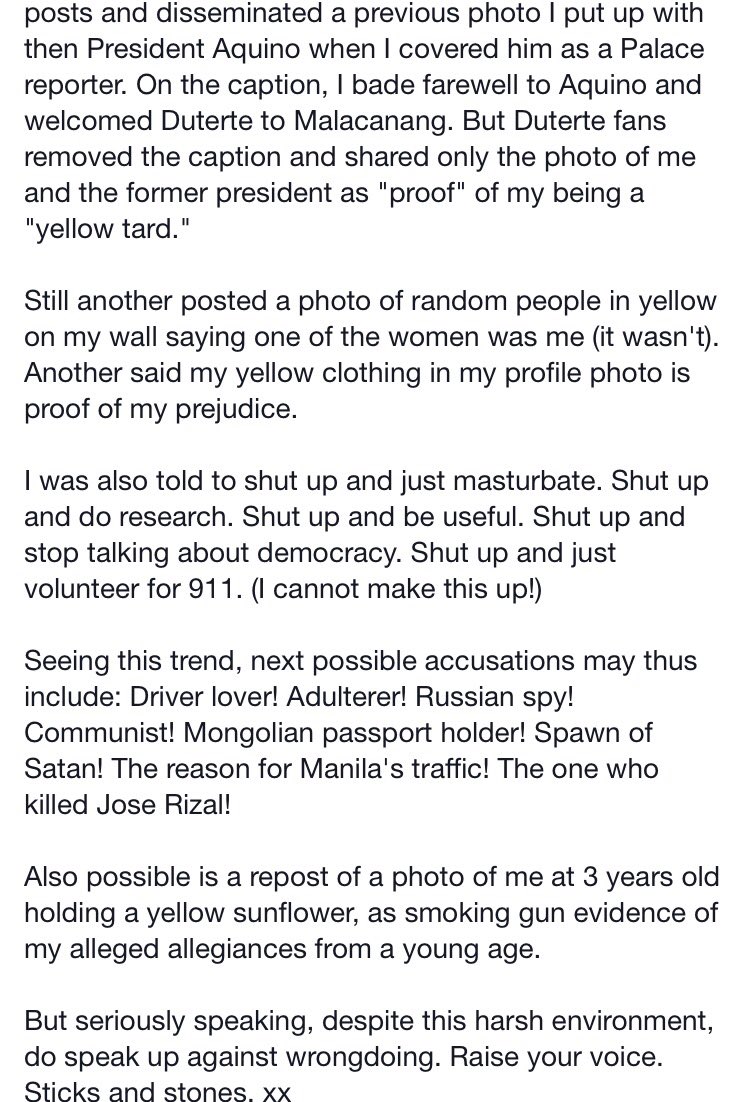 posts and disseminated a previous photo I put up with
then President Aquino when I covered him as a Palace
reporter. On the caption, I bade farewell to Aquino and
welcomed Duterte to Malacanang. But Duterte fans
removed the caption and shared only the photo of me
and the former president as "proof" of my being a
"yellow tard."
Still another posted a photo of random people in yellow
on my wall saying one of the women was me (it wasn't).
Another said my yellow clothing in my profile photo is
proof of my prejudice.
I was also told to shut up and just masturbate. Shut up
and do research. Shut up and be useful. Shut up and
stop talking about democracy. Shut up and just
volunteer for 911. (I cannot make this up!)
Seeing this trend, next possible accusations may thus
include: Driver lover! Adulterer! Russian spy!
Communist! Mongolian passport holder! Spawn of
Satan! The reason for Manila's traffic! The one who
killed Jose Rizal!
Also possible is a repost of a photo of me at 3 years old
holding a yellow sunflower, as smoking gun evidence of
my alleged allegiances from a young age.
But seriously speaking, despite this harsh environment,
do speak up against wrongdoing. Raise your voice.
Sticks and stones. xx